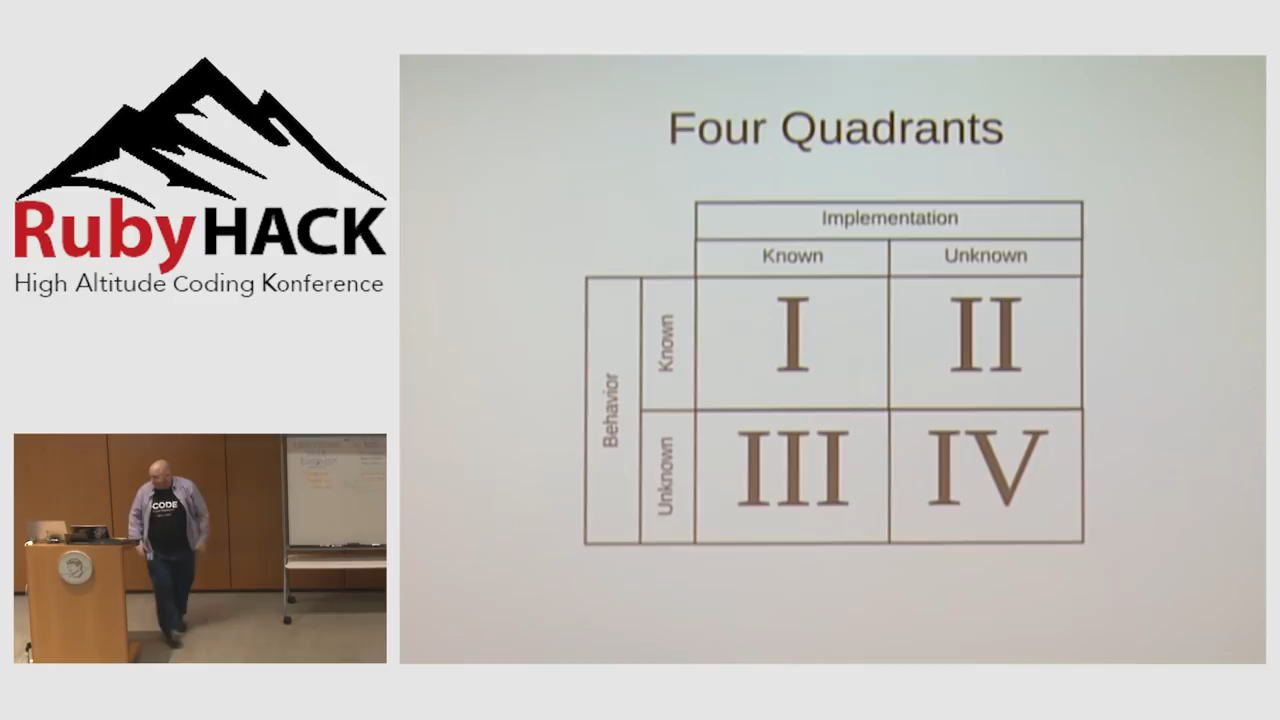 RubyHACK
High Altitude Coding Konference
Four Quadrants
Implementation
Known Unknown
Behavior
Known
I II
Unknown
III IV
CODE